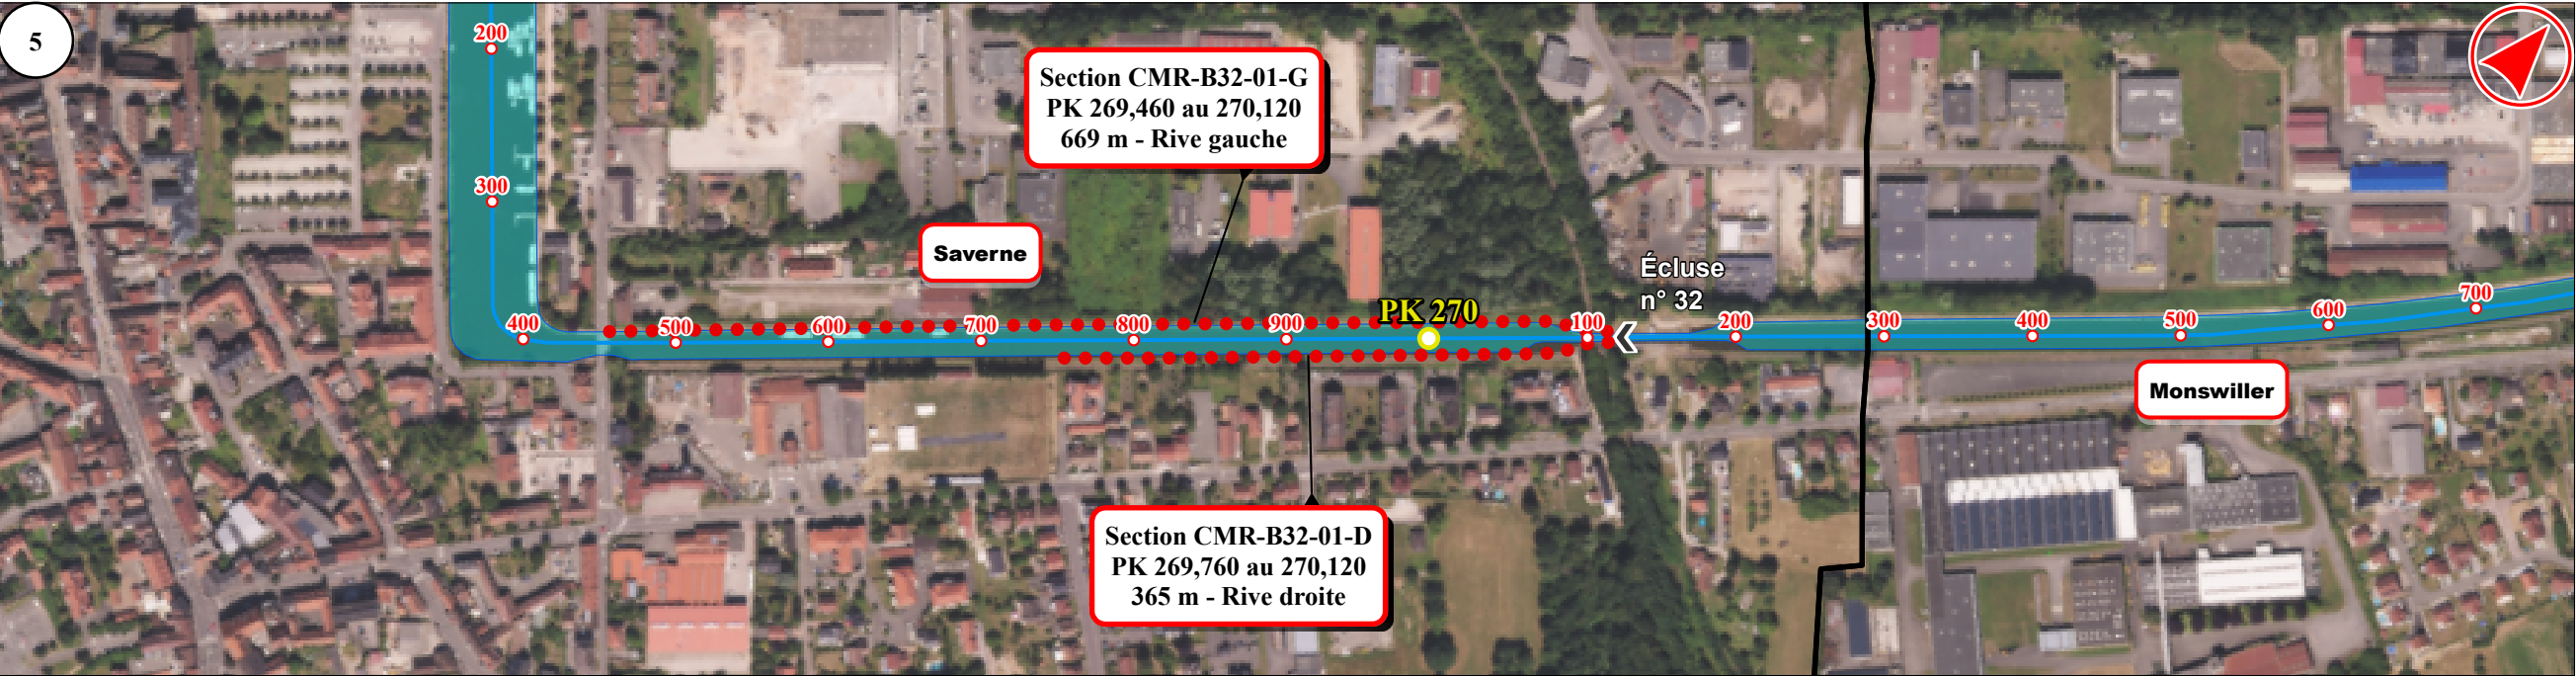 5
200
300
400
500
600
700
800
900
PK 270
100
200
300
400
500
600
700
Section CMR-B32-01-G
PK 269,460 au 270,120
669 m - Rive gauche
Saverne
Écluse
n° 32
Monswiller
Section CMR-B32-01-D
PK 269,760 au 270,120
365 m - Rive droite